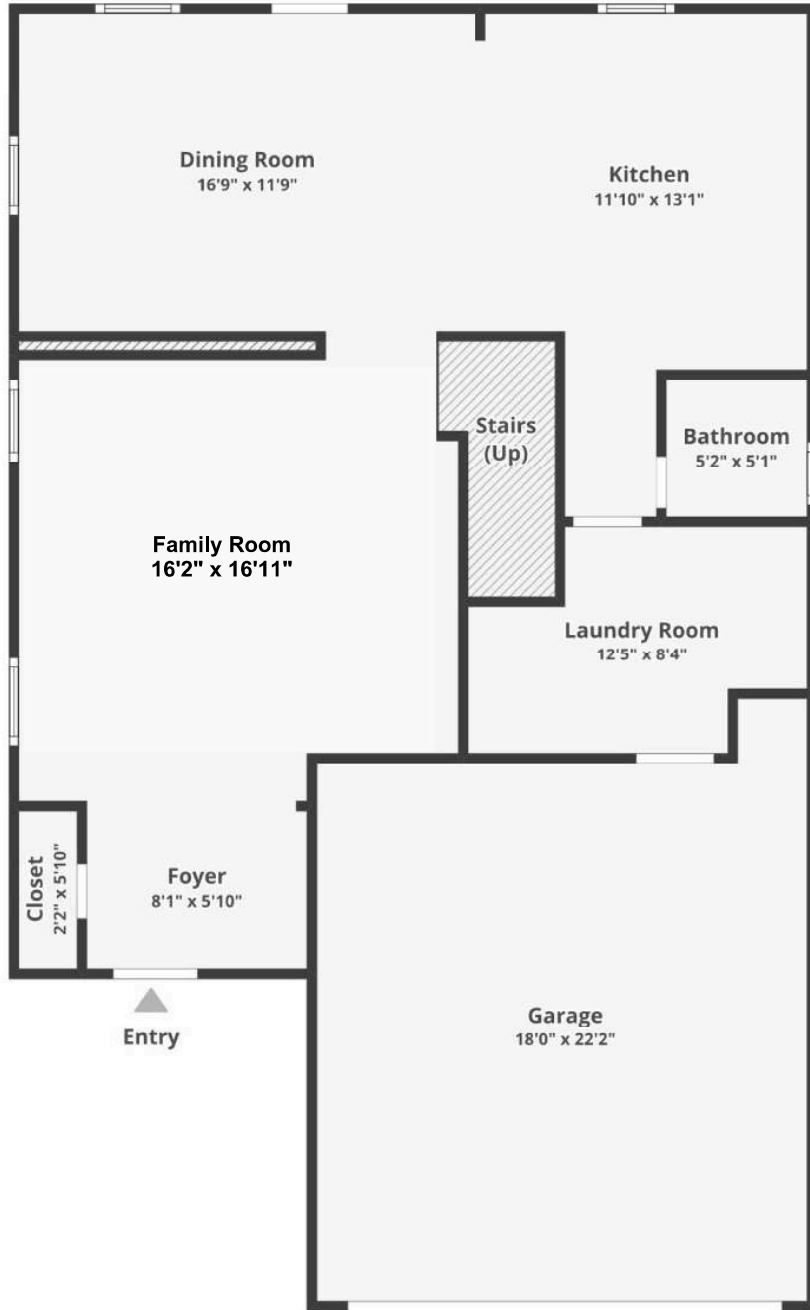 Dining Room
16'9" x 11'9"
Kitchen
11'10" x 13'1"
Stairs
(Up)
Bathroom
5'2" x 5'1"
Family Room
16'2" x 16'11"
Laundry Room
12'5" x 8'4"
Closet
2'2" x 5'10"
Foyer
8'1" x 5'10"
Entry
Garage
18'0" x 22'2"